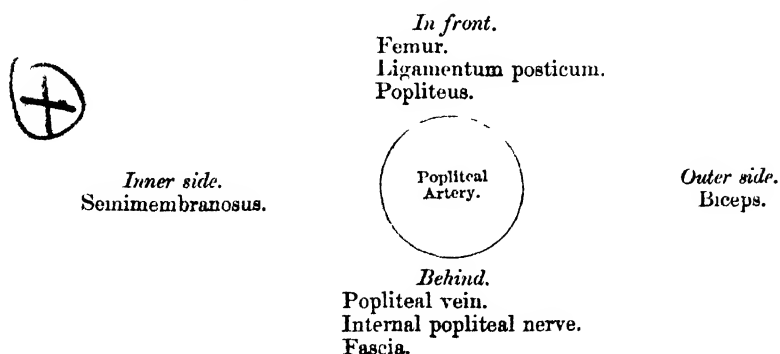 In front.
Femur.
Ligamentum posticum.
Popliteus.
Inner side.
Semimembranosus.
Popliteal
Artery.
Outer side.
Biceps.
Behind.
Popliteal vein.
Internal popliteal nerve.
Fascia.